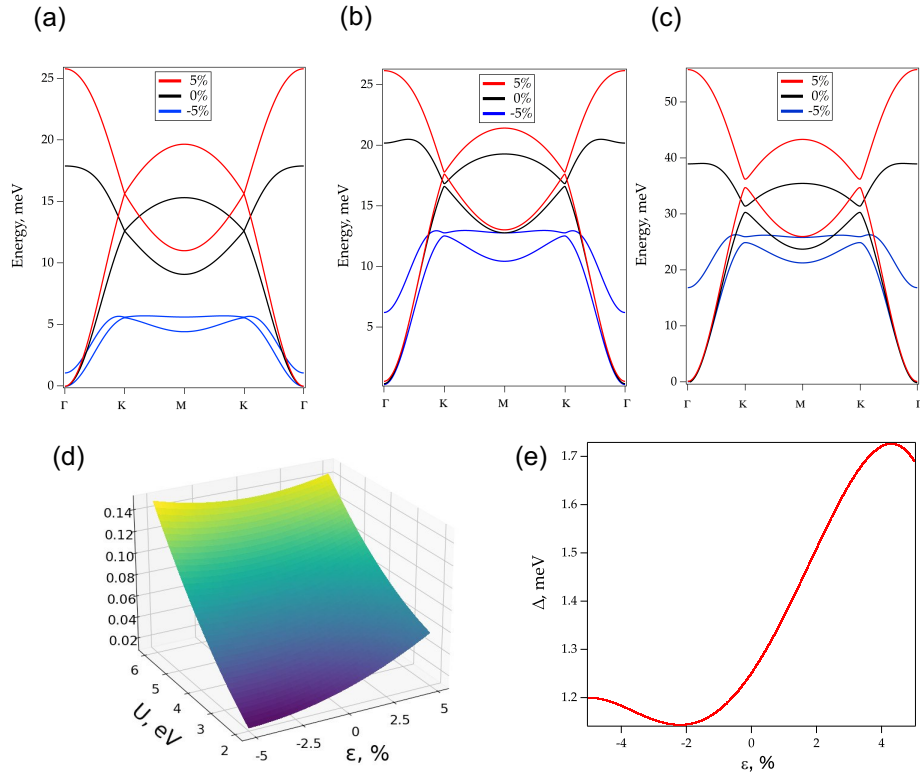 (a)
(b)
(c)
Energy, meV
25
20
15
10
5
0
5%
0%
-5%
Γ K M K Γ
Energy, meV
25
20
15
10
5
5%
0%
-5%
Γ K M K Γ
Energy, meV
50
40
30
20
10
0
5%
0%
-5%
Γ K M K Γ
(d)
0.14
0.12
0.10
0.08
0.06
0.04
0.02
6
5
4
3
2
U, eV
-5 -2.5 0 2.5 5
ε, %
(e)
Δ, meV
1.7
1.6
1.5
1.4
1.3
1.2
-4 -2 0 2 4
ε, %